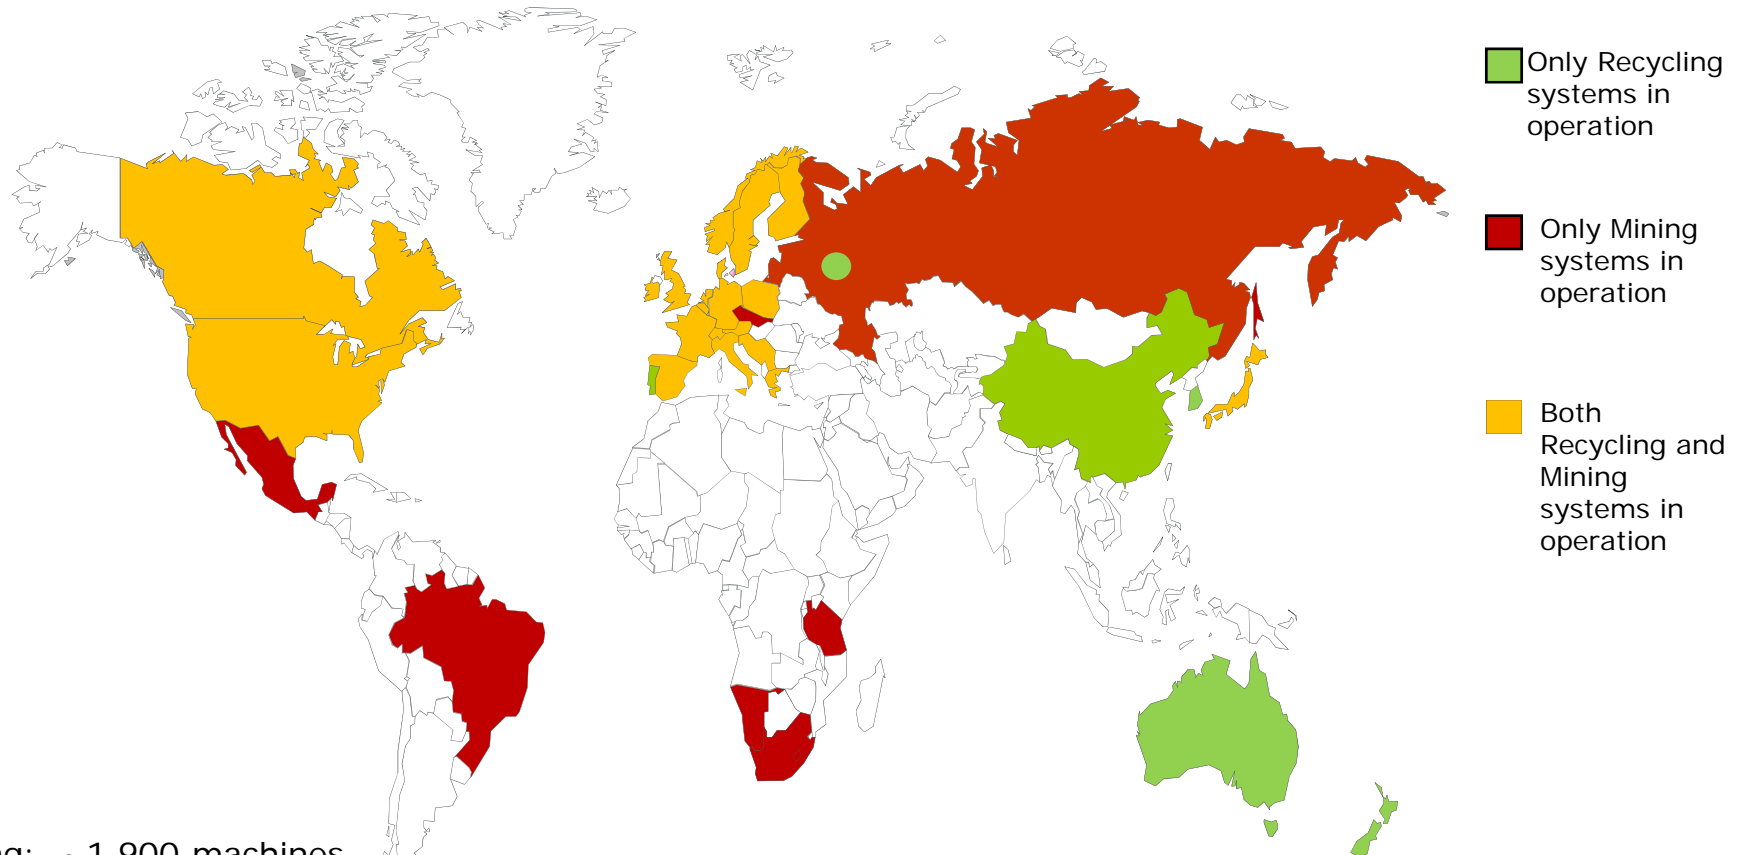 Only Recycling
systems in
operation
Only Mining
systems in
operation
Both
Recycling and
Mining
systems in
operation
1 900 machines